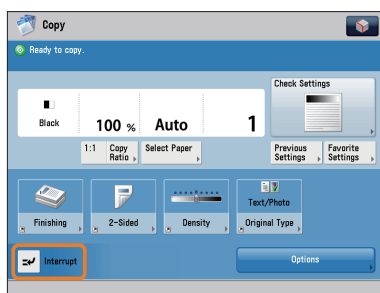 Copy
Ready to copy.
Check Settings
Black
100 %
Auto
1
1:1
Copy
Ratio
Select Paper
Previous
Settings
Favorite
Settings
Finishing
2-Sided
Density
Text/Photo
Original Type
Interrupt
Options